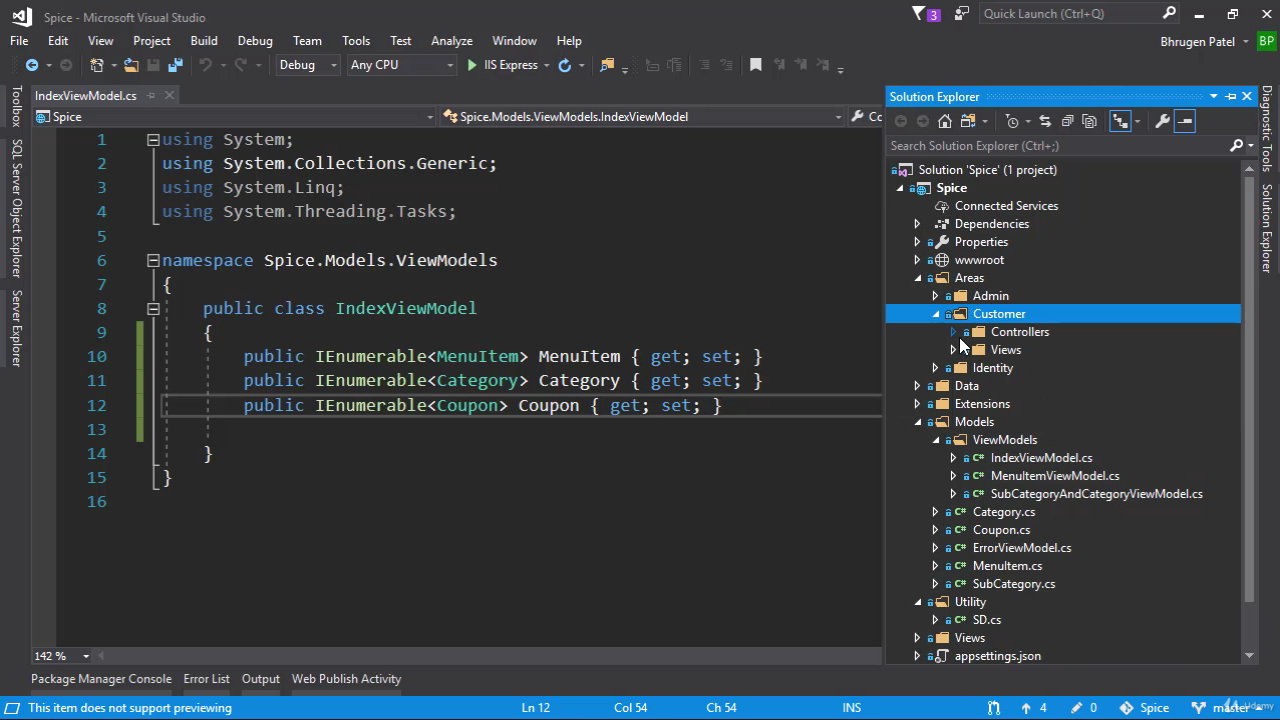 Spice - Microsoft Visual Studio
3
Quick Launch (Ctrl+Q)
File Edit View Project Build Debug Team Tools Test Analyze Window Help
Bhrugen Patel
BP
Debug
Any CPU
IIS Express
IndexViewModel.cs
Spice
Spice.Models.ViewModels.IndexViewModel
Co
Toolbox
SQL Server Object Explorer
Server Explorer
1 using System;
2 using System.Collections.Generic;
3 using System.Linq;
4 using System.Threading.Tasks;
5
6 namespace Spice.Models.ViewModels
7 {
8 public class IndexViewModel
9 {
10 public IEnumerable<MenuItem> MenuItem { get; set; }
11 public IEnumerable<Category> Category { get; set; }
12 public IEnumerable<Coupon> Coupon { get; set; }
13
14 }
15 }
16
142 %
Solution Explorer
Search Solution Explorer (Ctrl+;)
Solution 'Spice' (1 project)
Spice
Connected Services
Dependencies
Properties
wwwroot
Areas
Admin
Customer
Controllers
Views
Identity
Data
Extensions
Models
ViewModels
C# IndexViewModel.cs
C# MenuItemViewModel.cs
C# SubCategoryAndCategoryViewModel.cs
C# Category.cs
C# Coupon.cs
C# ErrorViewModel.cs
C# MenuItem.cs
C# SubCategory.cs
Utility
C# SD.cs
Views
appsettings.json
Diagnostic Tools
Solution Explorer
Package Manager Console Error List Output Web Publish Activity
This item does not support previewing
Ln 12 Col 54 Ch 54 INS
4 0 Spice master
Udemy